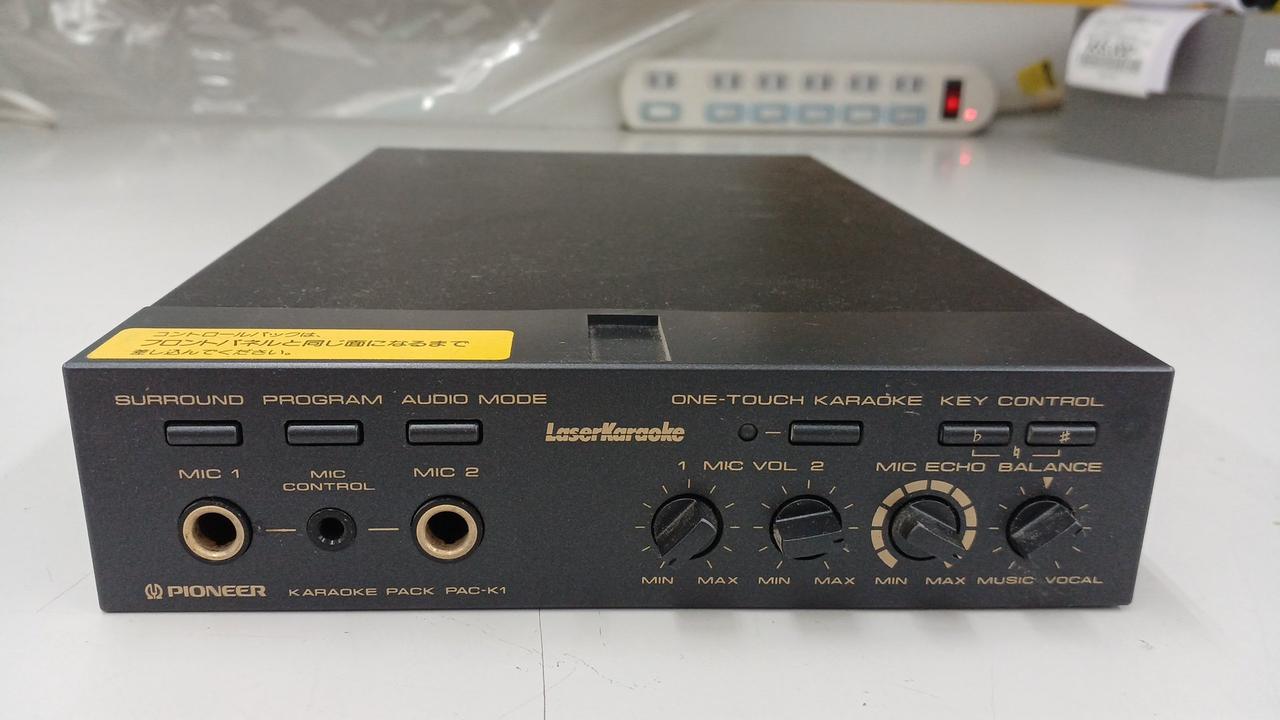 コントロールパックは、
フロントパネルと同じ面になるまで
差し込んでください。
SURROUND PROGRAM AUDIO MODE
LaserKaraoke
ONE-TOUCH KARAOKE KEY CONTROL
♭ ♮ ♯
MIC 1 MIC CONTROL MIC 2
1 MIC VOL 2 MIC ECHO BALANCE
MIN MAX MIN MAX MIN MAX MUSIC VOCAL
PIONEER KARAOKE PACK PAC-K1